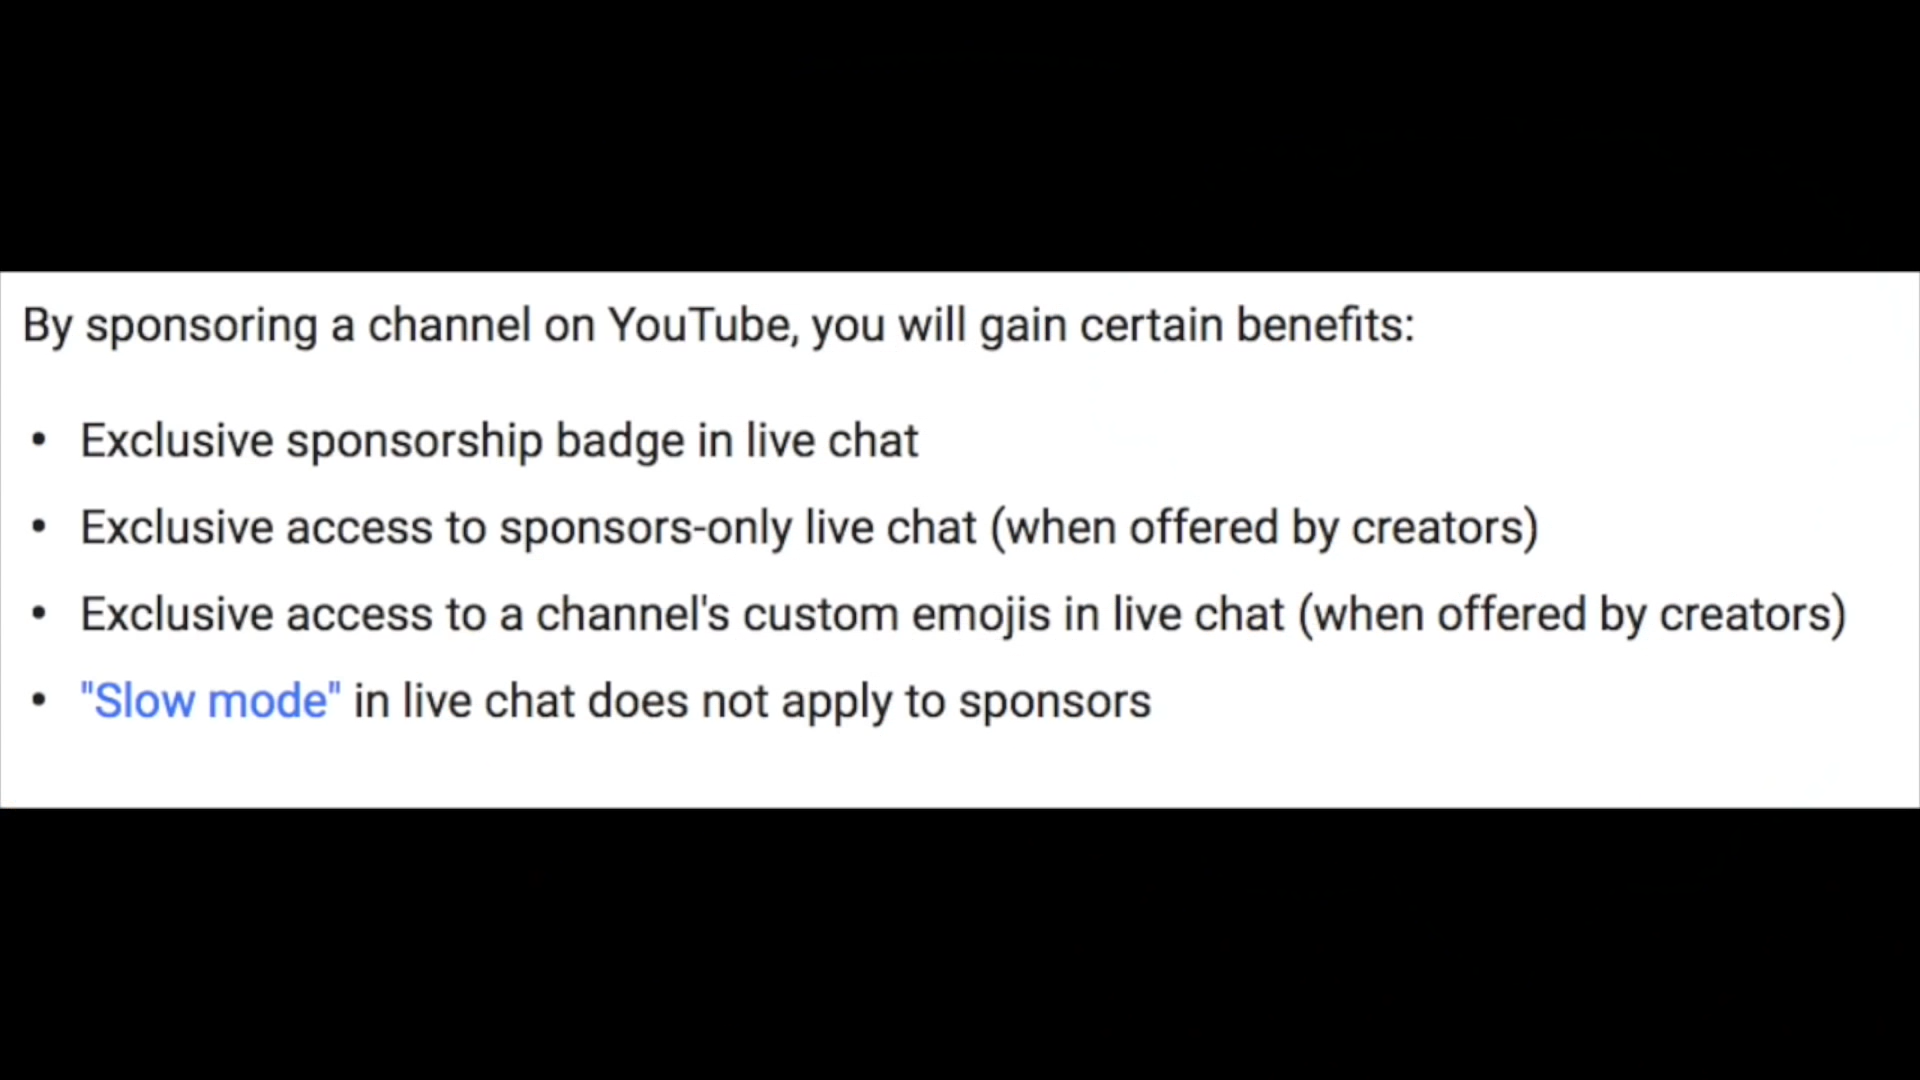 By sponsoring a channel on YouTube, you will gain certain benefits:
• Exclusive sponsorship badge in live chat
• Exclusive access to sponsors-only live chat (when offered by creators)
• Exclusive access to a channel's custom emojis in live chat (when offered by creators)
• "Slow mode" in live chat does not apply to sponsors